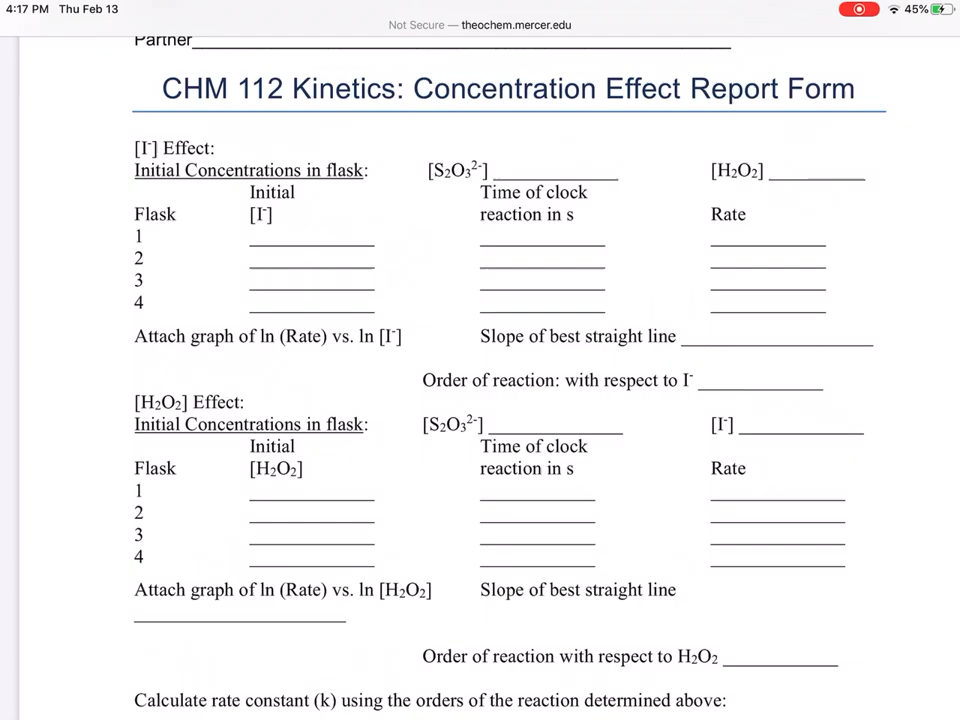 4:17 PM Thu Feb 13
45%
Not Secure — theochem.mercer.edu
Partner
CHM 112 Kinetics: Concentration Effect Report Form
[I⁻] Effect:
Initial Concentrations in flask: [S₂O₃²⁻] [H₂O₂]
Initial Time of clock
Flask [I⁻] reaction in s Rate
1
2
3
4
Attach graph of ln (Rate) vs. ln [I⁻] Slope of best straight line
Order of reaction: with respect to I⁻
[H₂O₂] Effect:
Initial Concentrations in flask: [S₂O₃²⁻] [I⁻]
Initial Time of clock
Flask [H₂O₂] reaction in s Rate
1
2
3
4
Attach graph of ln (Rate) vs. ln [H₂O₂] Slope of best straight line
Order of reaction with respect to H₂O₂
Calculate rate constant (k) using the orders of the reaction determined above: